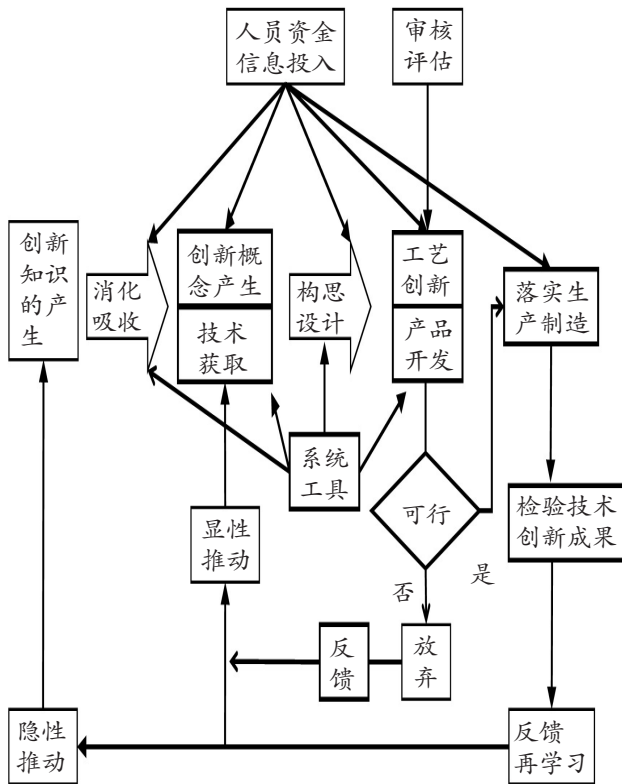 人员资金
信息投入
审核
评估
创新
知识
的产
生
消化
吸收
创新概
念产生
技术
获取
构思
设计
工艺
创新
产品
开发
落实生
产制造
系统
工具
可行
显性
推动
检验技术
创新成果
否
是
反
馈
放
弃
隐性
推动
反馈
再学习